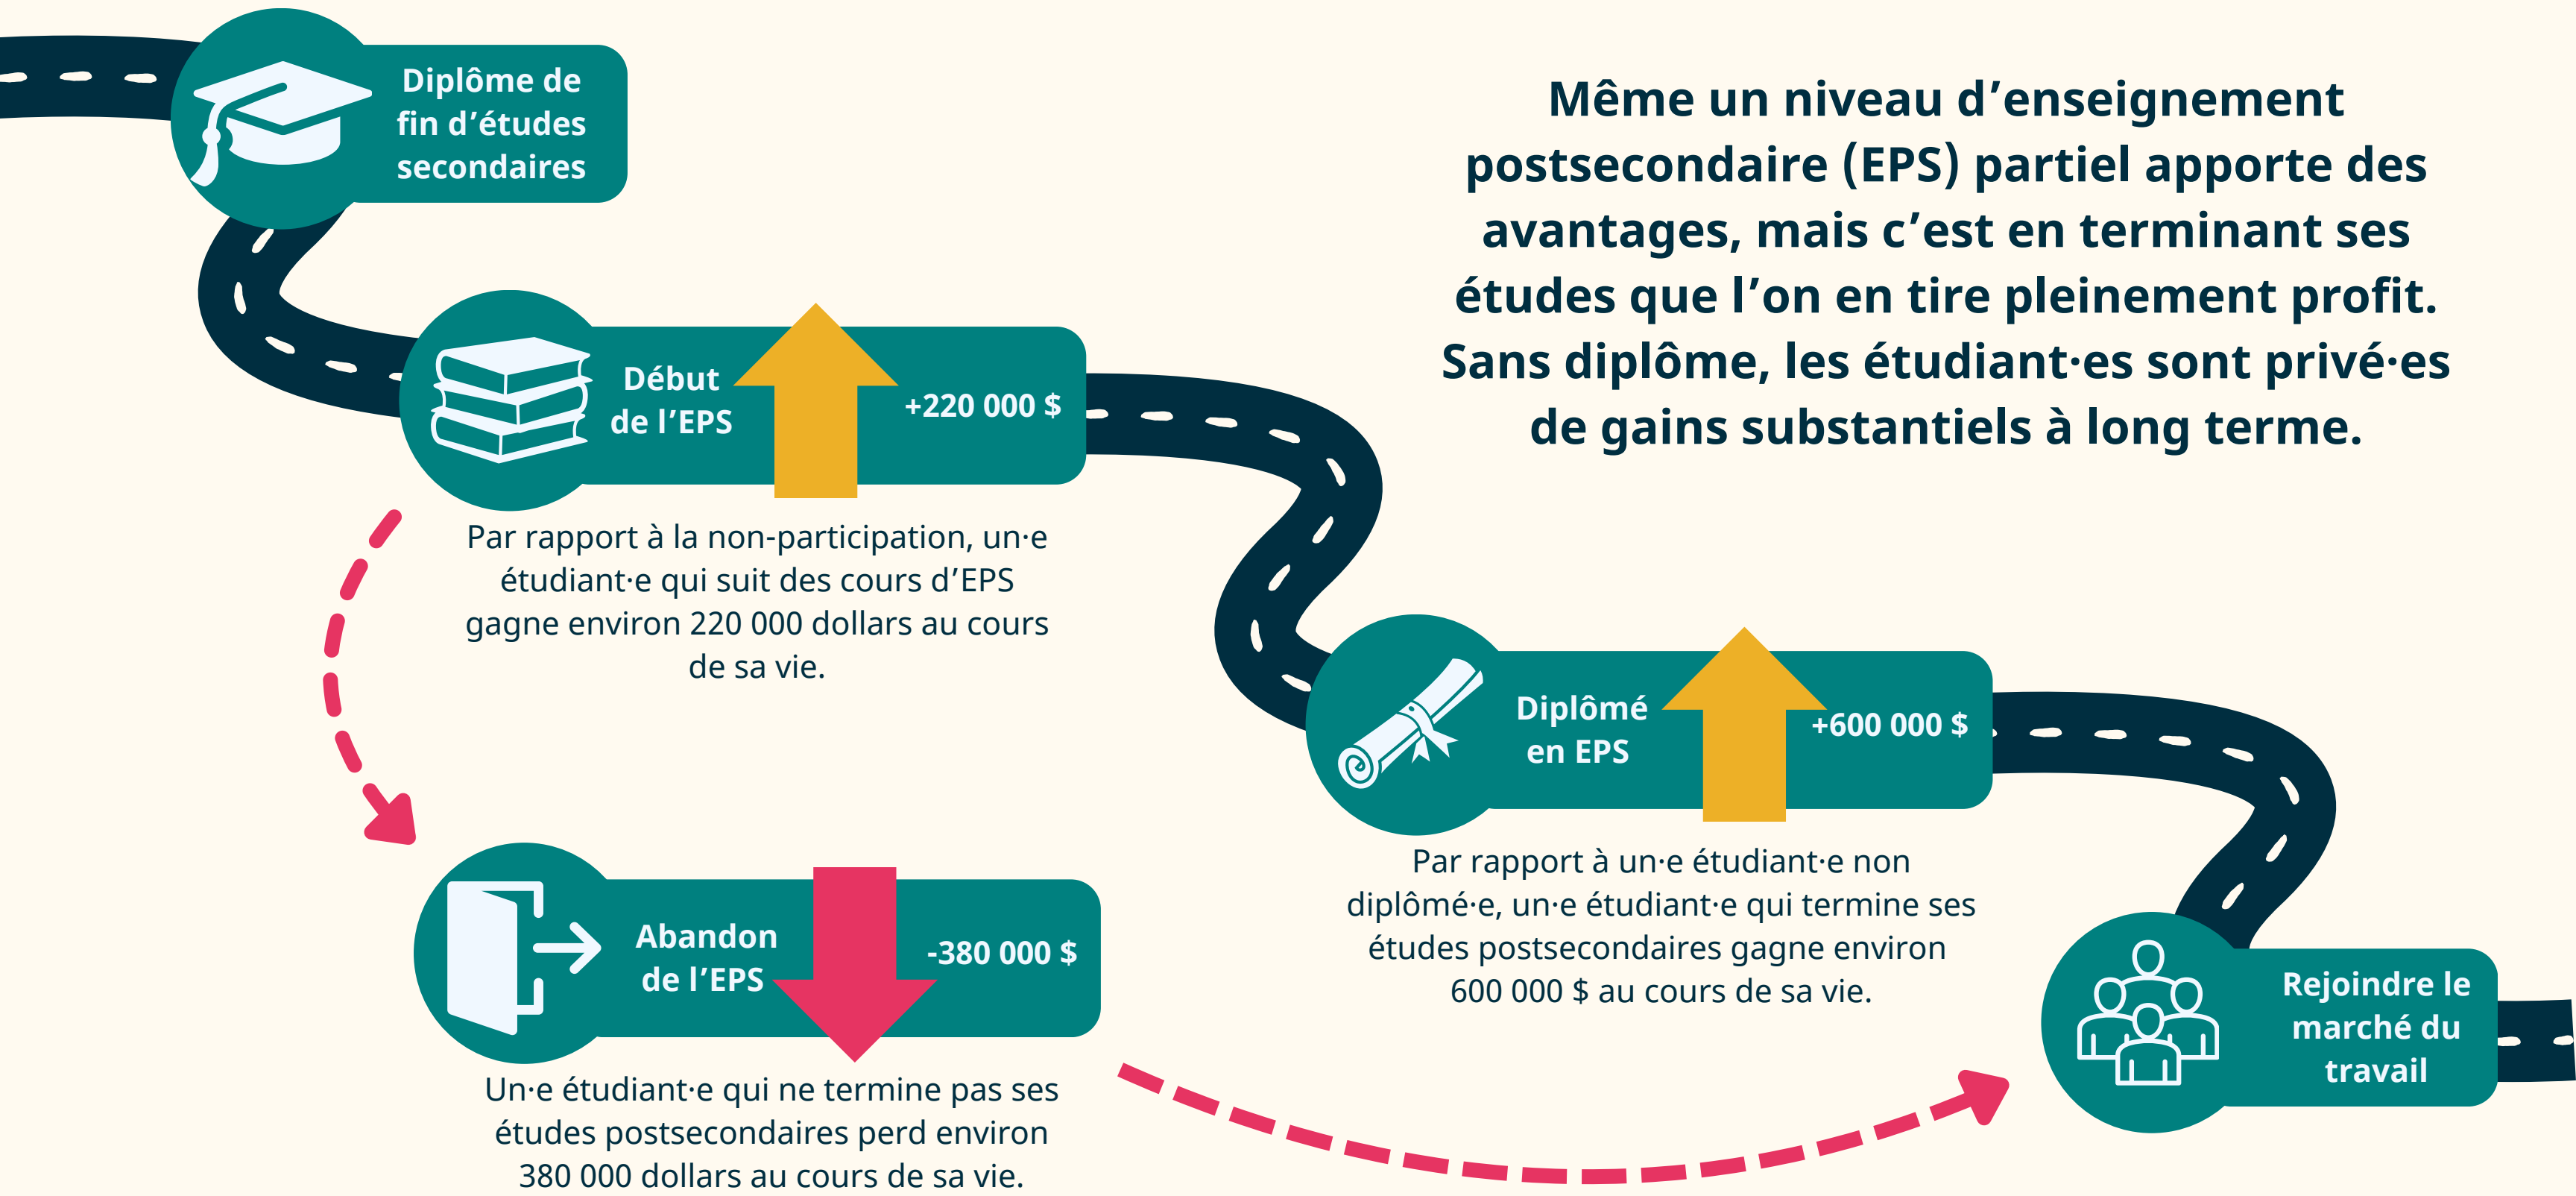 Diplôme de
fin d’études
secondaires
Même un niveau d’enseignement
postsecondaire (EPS) partiel apporte des
avantages, mais c’est en terminant ses
études que l’on en tire pleinement profit.
Sans diplôme, les étudiant·es sont privé·es
de gains substantiels à long terme.
Début
de l’EPS
+220 000 $
Par rapport à la non-participation, un·e
étudiant·e qui suit des cours d’EPS
gagne environ 220 000 dollars au cours
de sa vie.
Diplômé
en EPS
+600 000 $
Par rapport à un·e étudiant·e non
diplômé·e, un·e étudiant·e qui termine ses
études postsecondaires gagne environ
600 000 $ au cours de sa vie.
Abandon
de l’EPS
-380 000 $
Un·e étudiant·e qui ne termine pas ses
études postsecondaires perd environ
380 000 dollars au cours de sa vie.
Rejoindre le
marché du
travail